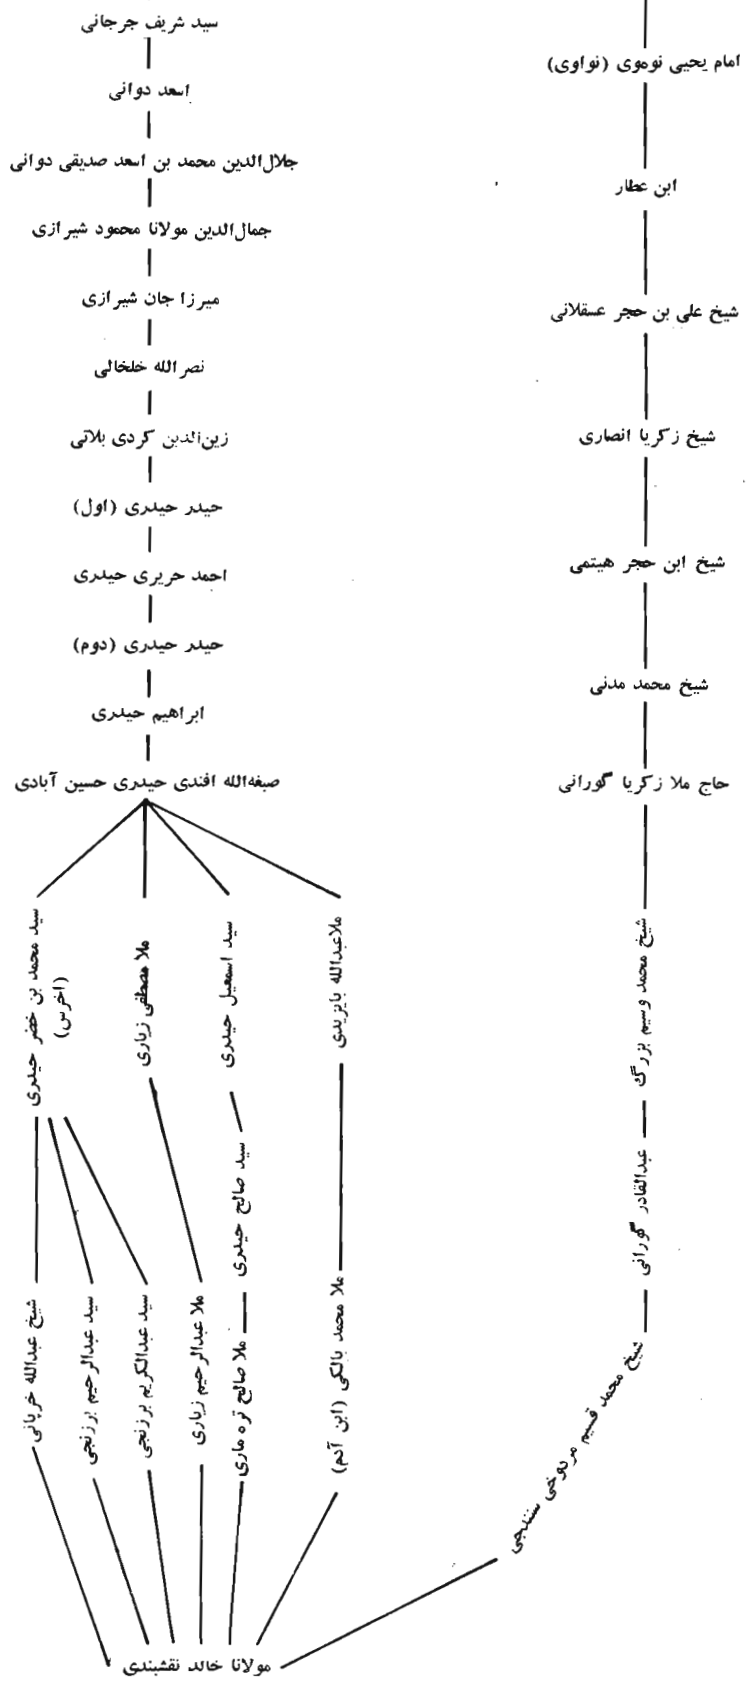 امام یحیی نوموی (نواوی)
ابن عطار
شیخ علی بن حجر عسقلانی
شیخ زکریا انصاری
شیخ ابن حجر هیتمی
شیخ محمد مدنی
حاج ملا زکریا گورانی
شیخ محمد وسیم بزرگ
عبدالقادر گورانی
شیخ محمد قسیم مردوخی سنندجی
سید شریف جرجانی
اسعد دوانی
جلال‌الدین محمد بن اسعد صدیقی دوانی
جمال‌الدین مولانا محمود شیرازی
میرزا جان شیرازی
نصرالله خلخالی
زین‌الدین کردی بلاتی
حیدر حیدری (اول)
احمد حریری حیدری
حیدر حیدری (دوم)
ابراهیم حیدری
صبغه‌الله افندی حیدری حسین آبادی
ملاعبدالله بایزیدی
سید اسمعیل حیدری
ملا مصطفی زیاری
سید محمد بن خضر حیدری
(اخرس)
سید صالح حیدری
ملا محمد بالکی (ابن آدم)
ملا صالح تره ماری
ملا عبدالرحیم زیاری
سید عبدالکریم برزنجی
سید عبدالرحیم برزنجی
شیخ عبدالله خرپانی
مولانا خالد نقشبندی